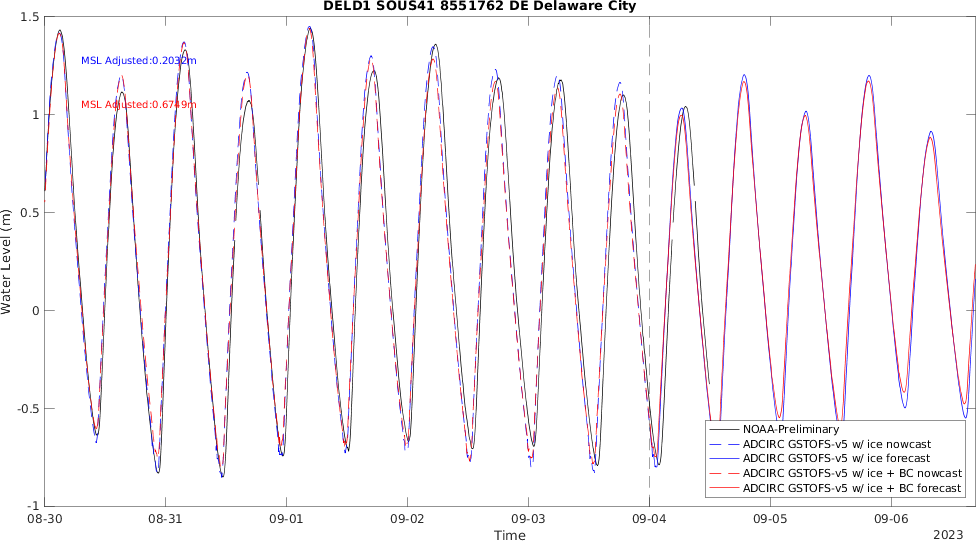 DELD1 SOUS41 8551762 DE Delaware City
1.5
MSL Adjusted:0.2032m
MSL Adjusted:0.6749m
1
0.5
0
-0.5
-1
Water Level (m)
NOAA-Preliminary
ADCIRC GSTOFS-v5 w/ ice nowcast
ADCIRC GSTOFS-v5 w/ ice forecast
ADCIRC GSTOFS-v5 w/ ice + BC nowcast
ADCIRC GSTOFS-v5 w/ ice + BC forecast
08-30 08-31 09-01 09-02 09-03 09-04 09-05 09-06
Time
2023